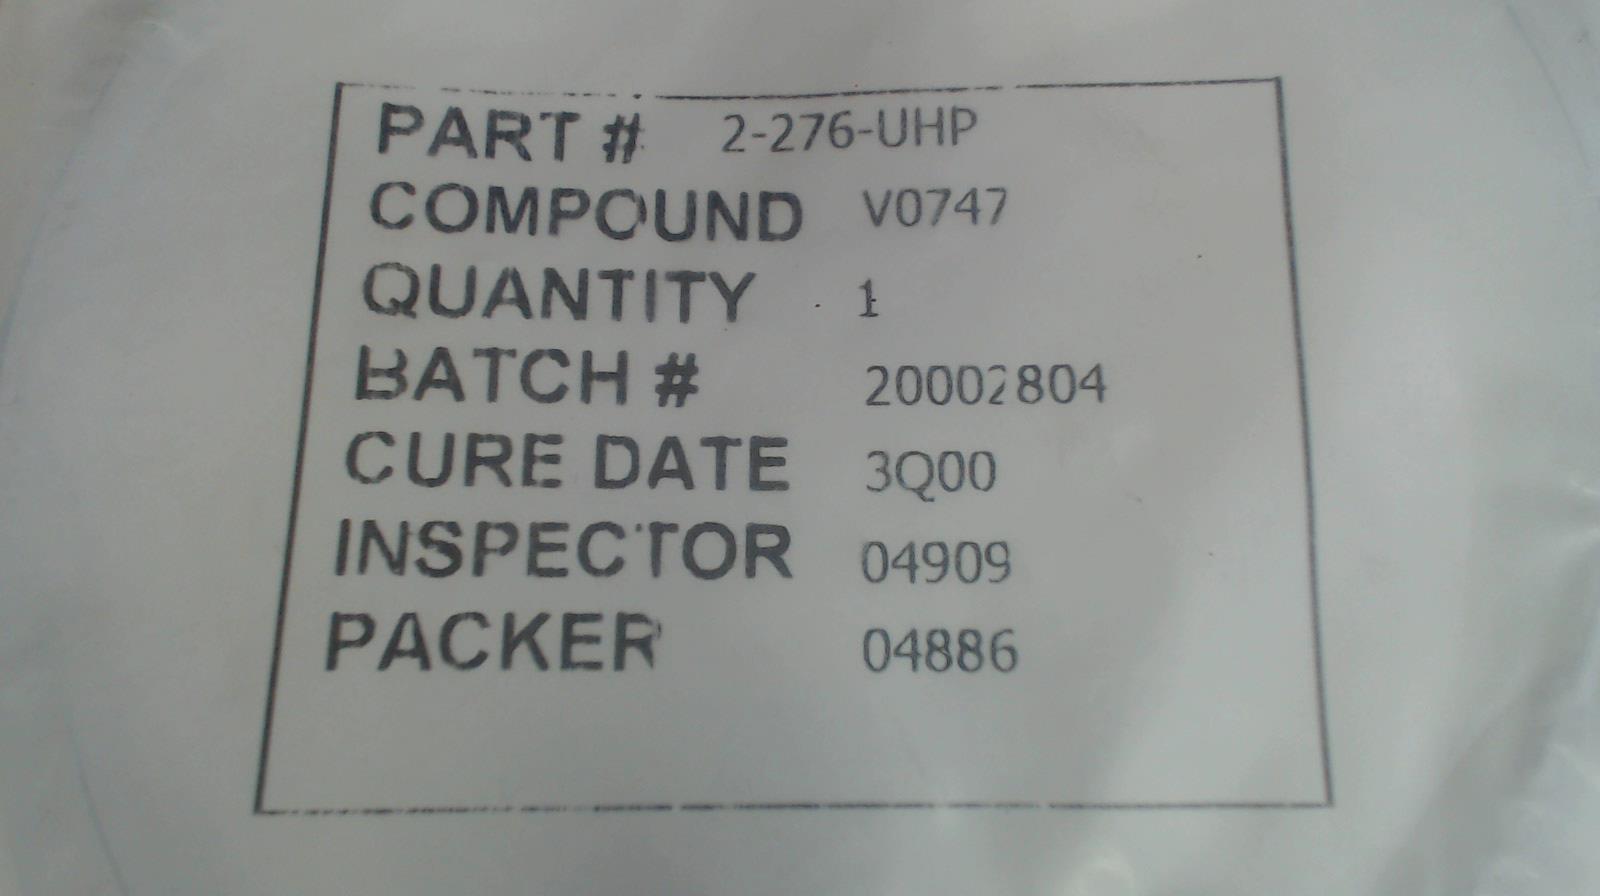 PART # 2-276-UHP
COMPOUND V0747
QUANTITY 1
BATCH # 20002804
CURE DATE 3Q00
INSPECTOR 04909
PACKER 04886